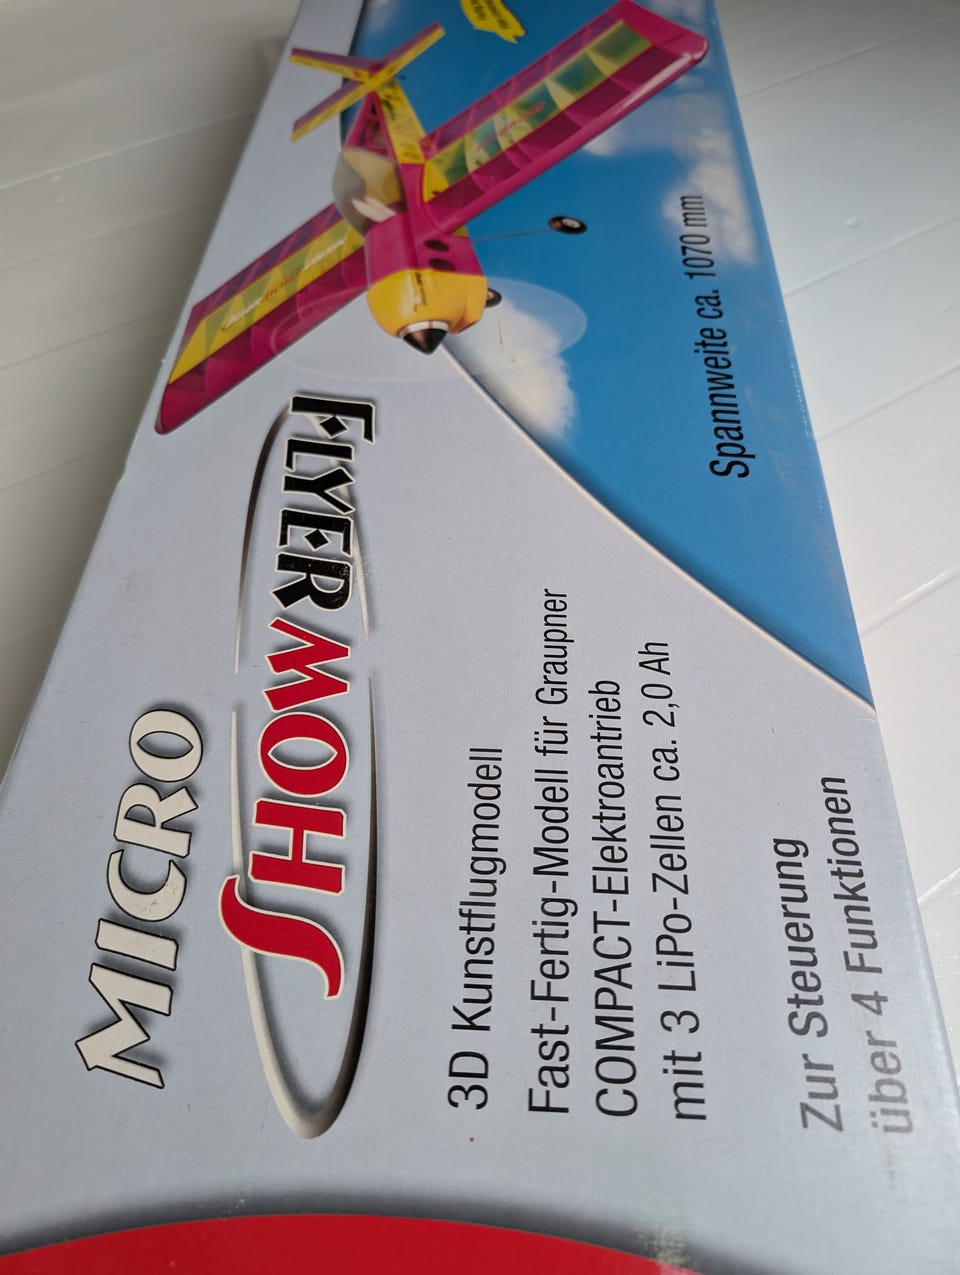 MICRO
SHOWFLYER
3D Kunstflugmodell
Fast-Fertig-Modell für Graupner
COMPACT-Elektroantrieb
mit 3 LiPo-Zellen ca. 2,0 Ah
Zur Steuerung
über 4 Funktionen
Spannweite ca. 1070 mm